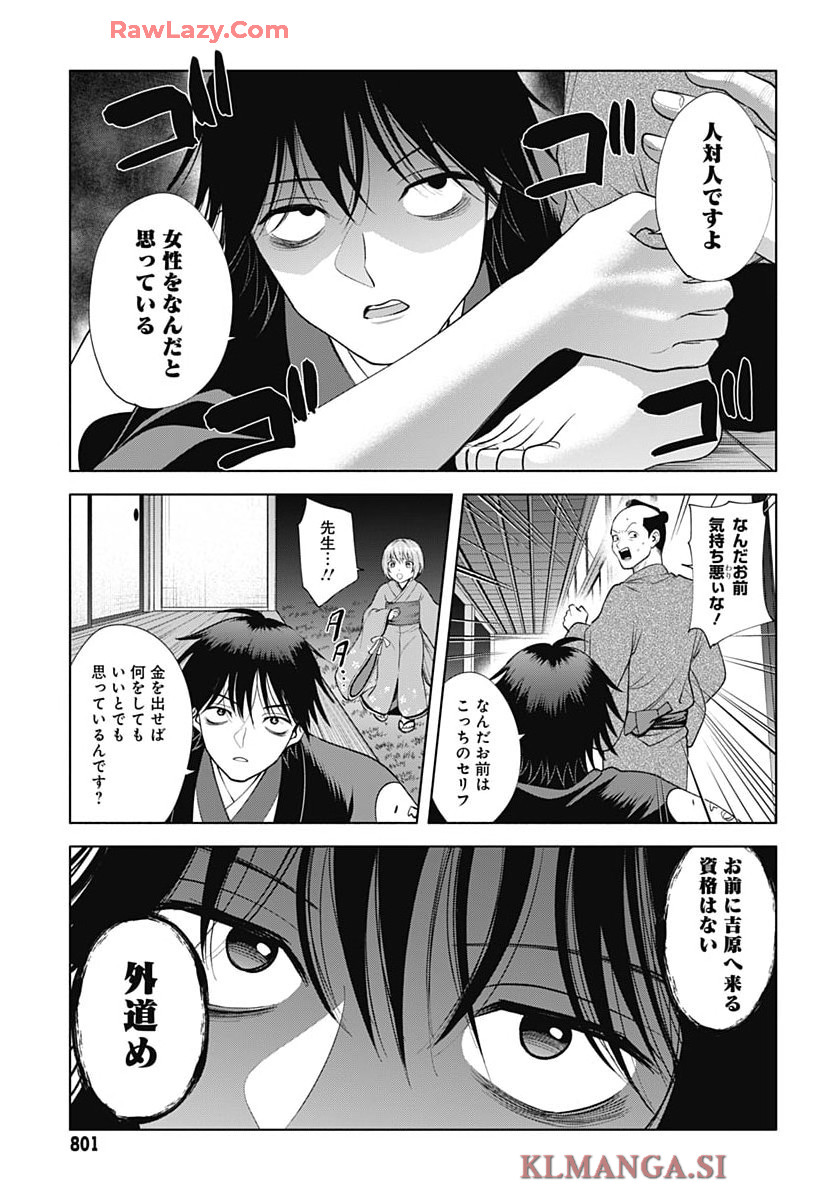 RawLazy.Com
人対人ですよ
ゴゴ
女性をなんだと
思っている
ゴゴ
なんだお前
気持ち悪いな！
わり
なんだお前は
こっちのセリフ
先生…!!
タタ…
金を出せば
何をしても
いいとでも
思っているんです？
お前に吉原へ来る
資格はない
外道め
801
KLMANGA.SI